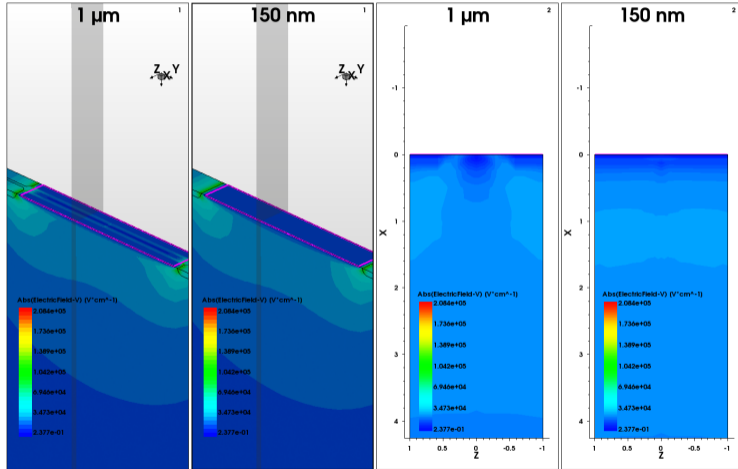 1 µm
1
Z X Y
Abs(ElectricField-V) (V*cm^-1)
2.084e+05
1.736e+05
1.389e+05
1.042e+05
6.946e+04
3.473e+04
2.377e-01
150 nm
1
Z X Y
Abs(ElectricField-V) (V*cm^-1)
2.084e+05
1.736e+05
1.389e+05
1.042e+05
6.946e+04
3.473e+04
2.377e-01
1 µm
2
-1
0
1
2
3
4
X
Abs(ElectricField-V) (V*cm^-1)
2.084e+05
1.736e+05
1.389e+05
1.042e+05
6.946e+04
3.473e+04
2.377e-01
1 0.5 0 -0.5 -1
Z
150 nm
2
-1
0
1
2
3
4
X
Abs(ElectricField-V) (V*cm^-1)
2.084e+05
1.736e+05
1.389e+05
1.042e+05
6.946e+04
3.473e+04
2.377e-01
1 0.5 0 -0.5 -1
Z